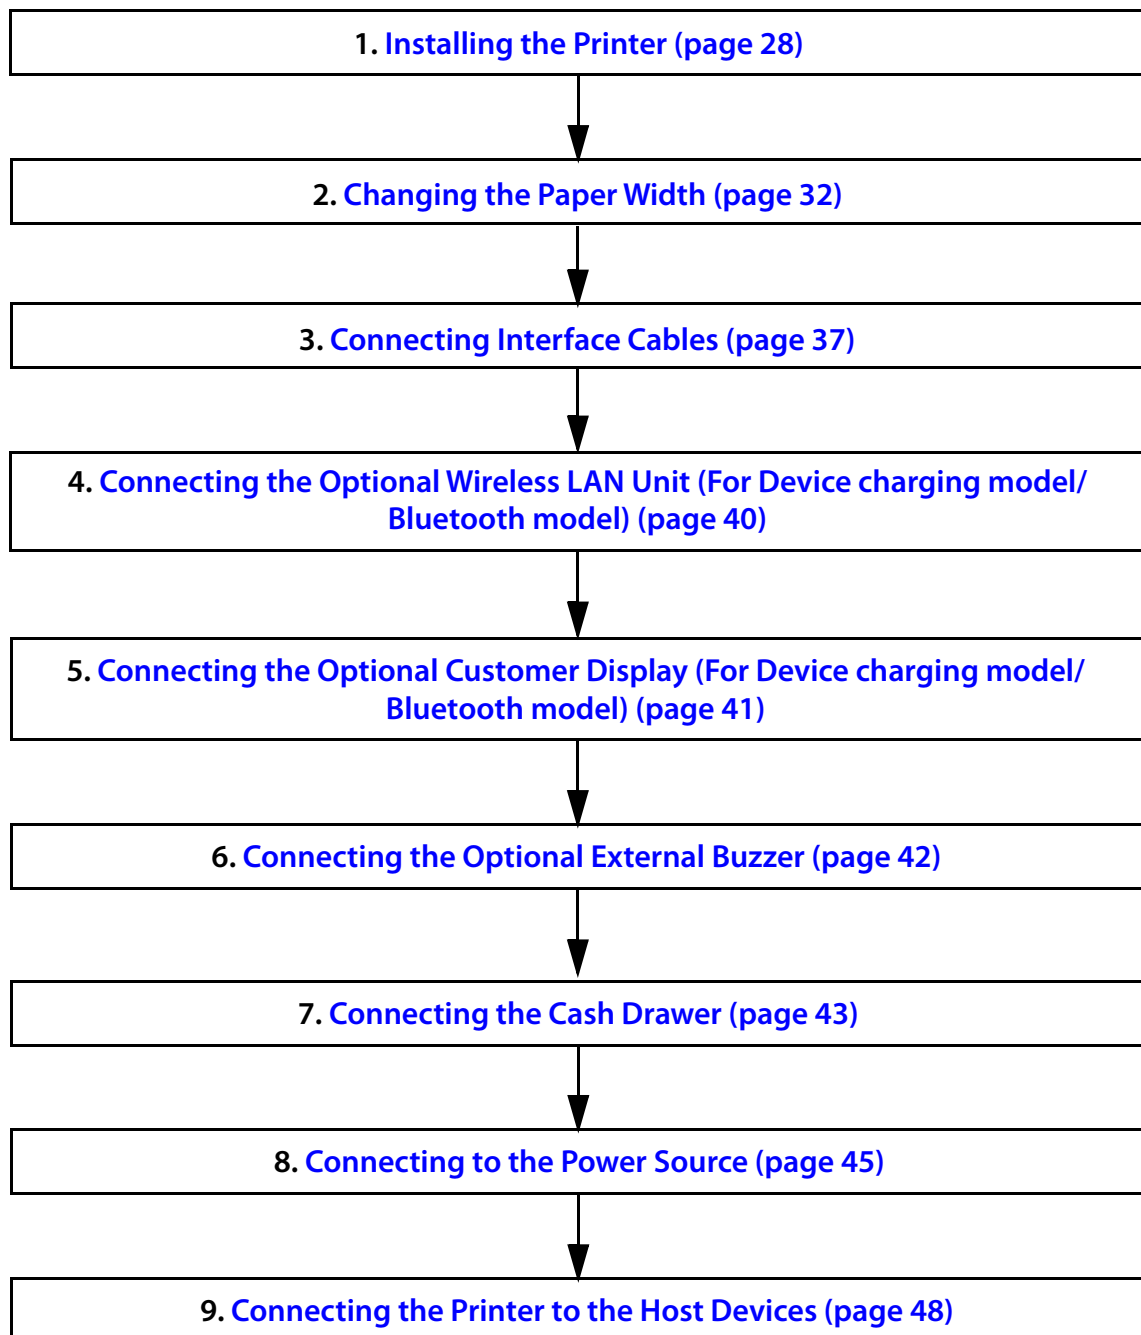 1. Installing the Printer (page 28)
2. Changing the Paper Width (page 32)
3. Connecting Interface Cables (page 37)
4. Connecting the Optional Wireless LAN Unit (For Device charging model/
Bluetooth model) (page 40)
5. Connecting the Optional Customer Display (For Device charging model/
Bluetooth model) (page 41)
6. Connecting the Optional External Buzzer (page 42)
7. Connecting the Cash Drawer (page 43)
8. Connecting to the Power Source (page 45)
9. Connecting the Printer to the Host Devices (page 48)